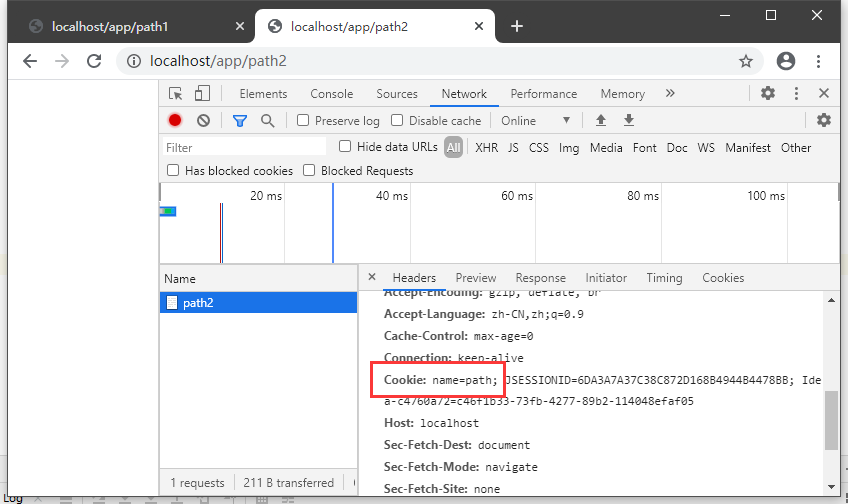 localhost/app/path1
localhost/app/path2
localhost/app/path2
Elements Console Sources Network Performance Memory »
Preserve log Disable cache Online
Filter Hide data URLs All XHR JS CSS Img Media Font Doc WS Manifest Other
Has blocked cookies Blocked Requests
20 ms 40 ms 60 ms 80 ms 100 ms
Name
path2
1 requests 211 B transferred
Headers Preview Response Initiator Timing Cookies
Accept-Encoding: gzip, deflate, br
Accept-Language: zh-CN,zh;q=0.9
Cache-Control: max-age=0
Connection: keep-alive
Cookie: name=path; JSESSIONID=6DA3A7A37C38C872D168B4944B4478BB; Ide
a-c4760a72=c46f1b33-73fb-4277-89b2-114048efaf05
Host: localhost
Sec-Fetch-Dest: document
Sec-Fetch-Mode: navigate
Sec-Fetch-Site: none
Log